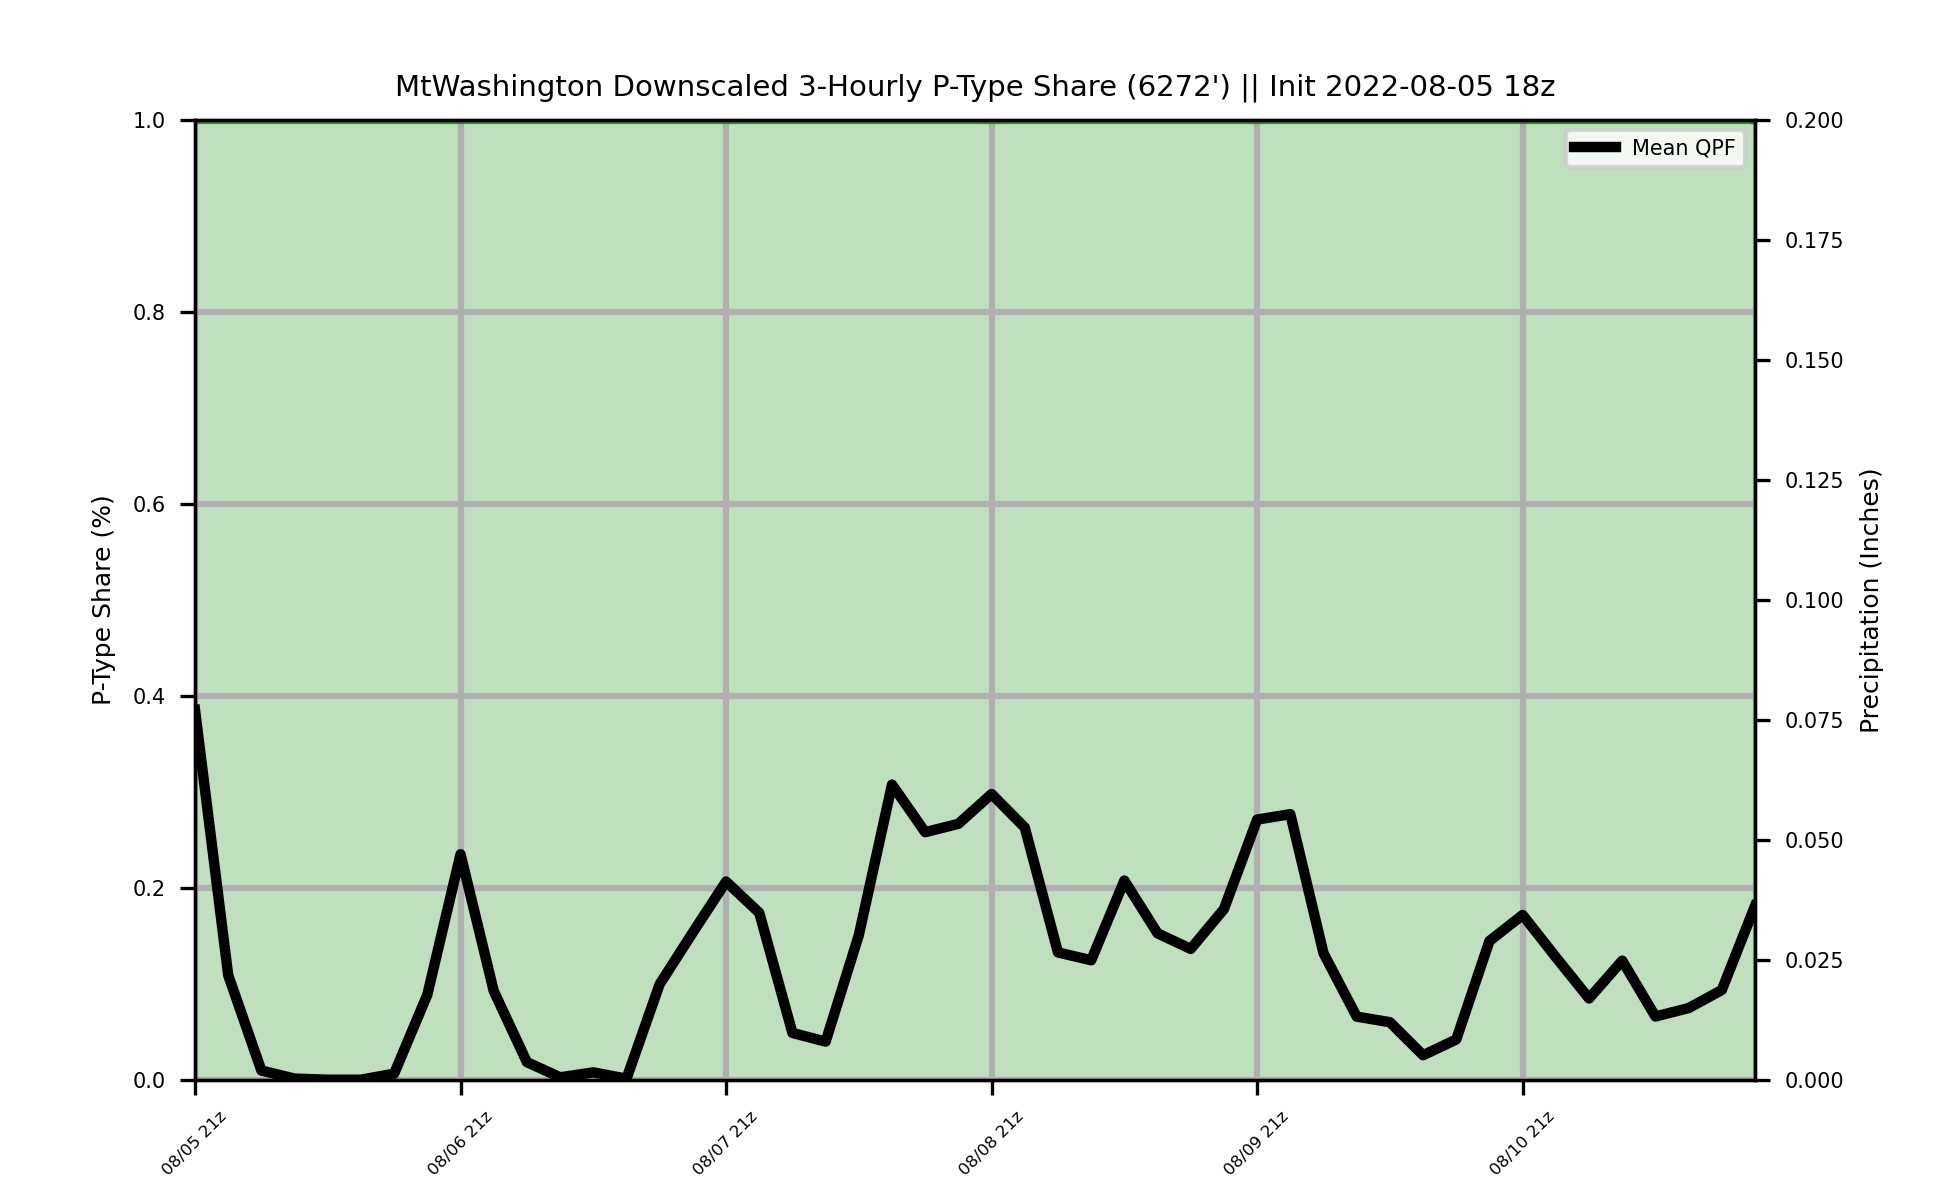 MtWashington Downscaled 3-Hourly P-Type Share (6272') || Init 2022-08-05 18z
Mean QPF
P-Type Share (%)
1.0
0.8
0.6
0.4
0.2
0.0
0.200
0.175
0.150
0.125
0.100
0.075
0.050
0.025
0.000
Precipitation (Inches)
08/05 21z
08/06 21z
08/07 21z
08/08 21z
08/09 21z
08/10 21z